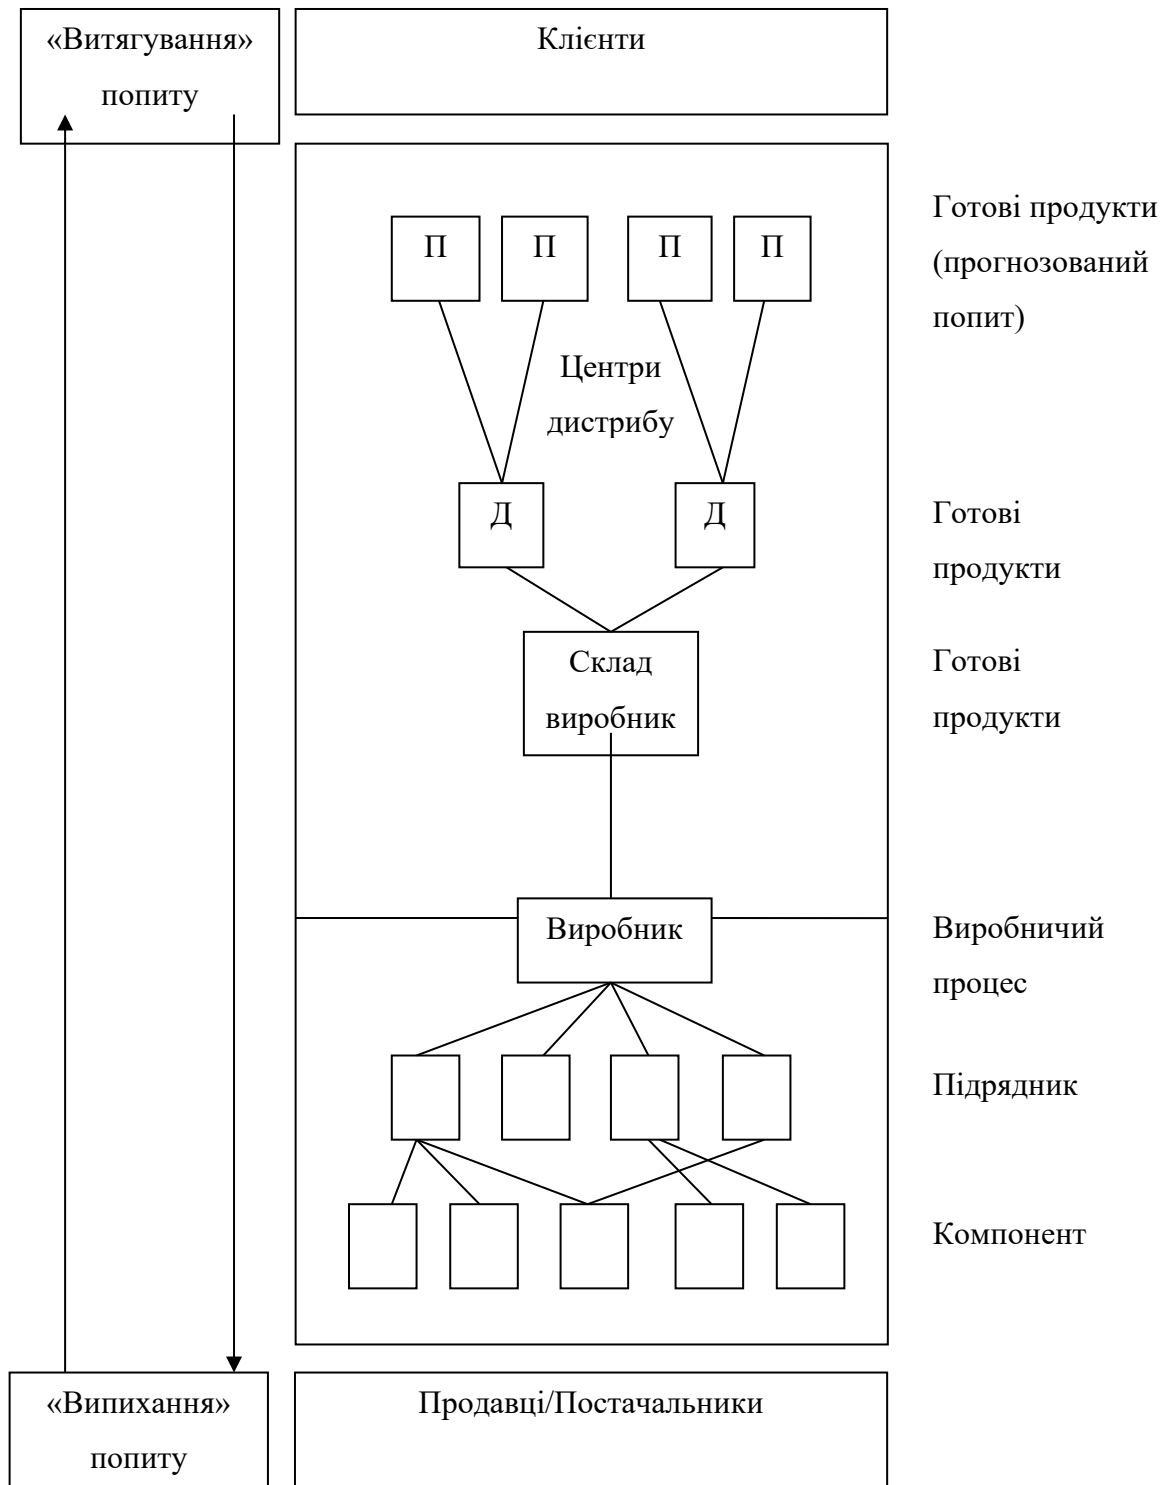 «Витягування»
попиту
Клієнти
П П П П
Готові продукти
(прогнозований
попит)
Центри
дистрибу
Д Д
Готові
продукти
Склад
виробник
Готові
продукти
Виробник
Виробничий
процес
Підрядник
Компонент
«Випихання»
попиту
Продавці/Постачальники